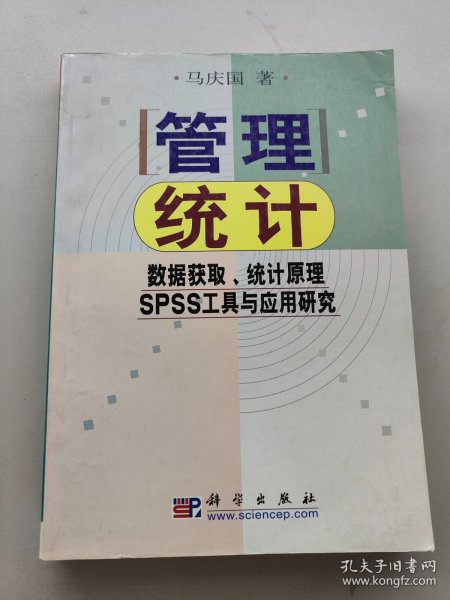 ·马庆国 著·
[管理]
统计
数据获取、统计原理
SPSS工具与应用研究
科学出版社
www.sciencep.com
孔夫子旧书网
www.kongfz.com